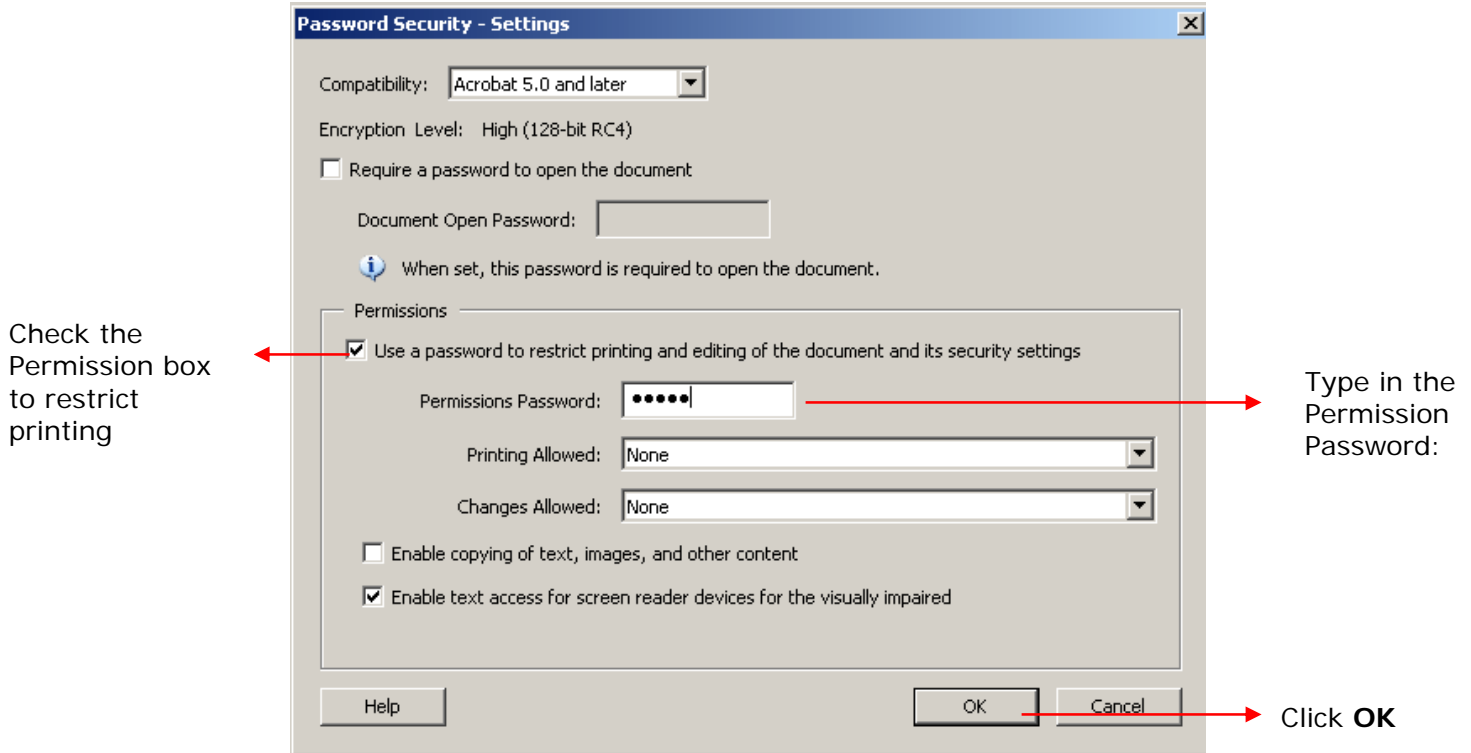 Password Security - Settings
Compatibility: Acrobat 5.0 and later
Encryption Level: High (128-bit RC4)
Require a password to open the document
Document Open Password:
When set, this password is required to open the document.
Permissions
Check the
Permission box
to restrict
printing
Use a password to restrict printing and editing of the document and its security settings
Permissions Password: •••••
Type in the
Permission
Password:
Printing Allowed: None
Changes Allowed: None
Enable copying of text, images, and other content
Enable text access for screen reader devices for the visually impaired
Help
OK
Cancel
Click OK